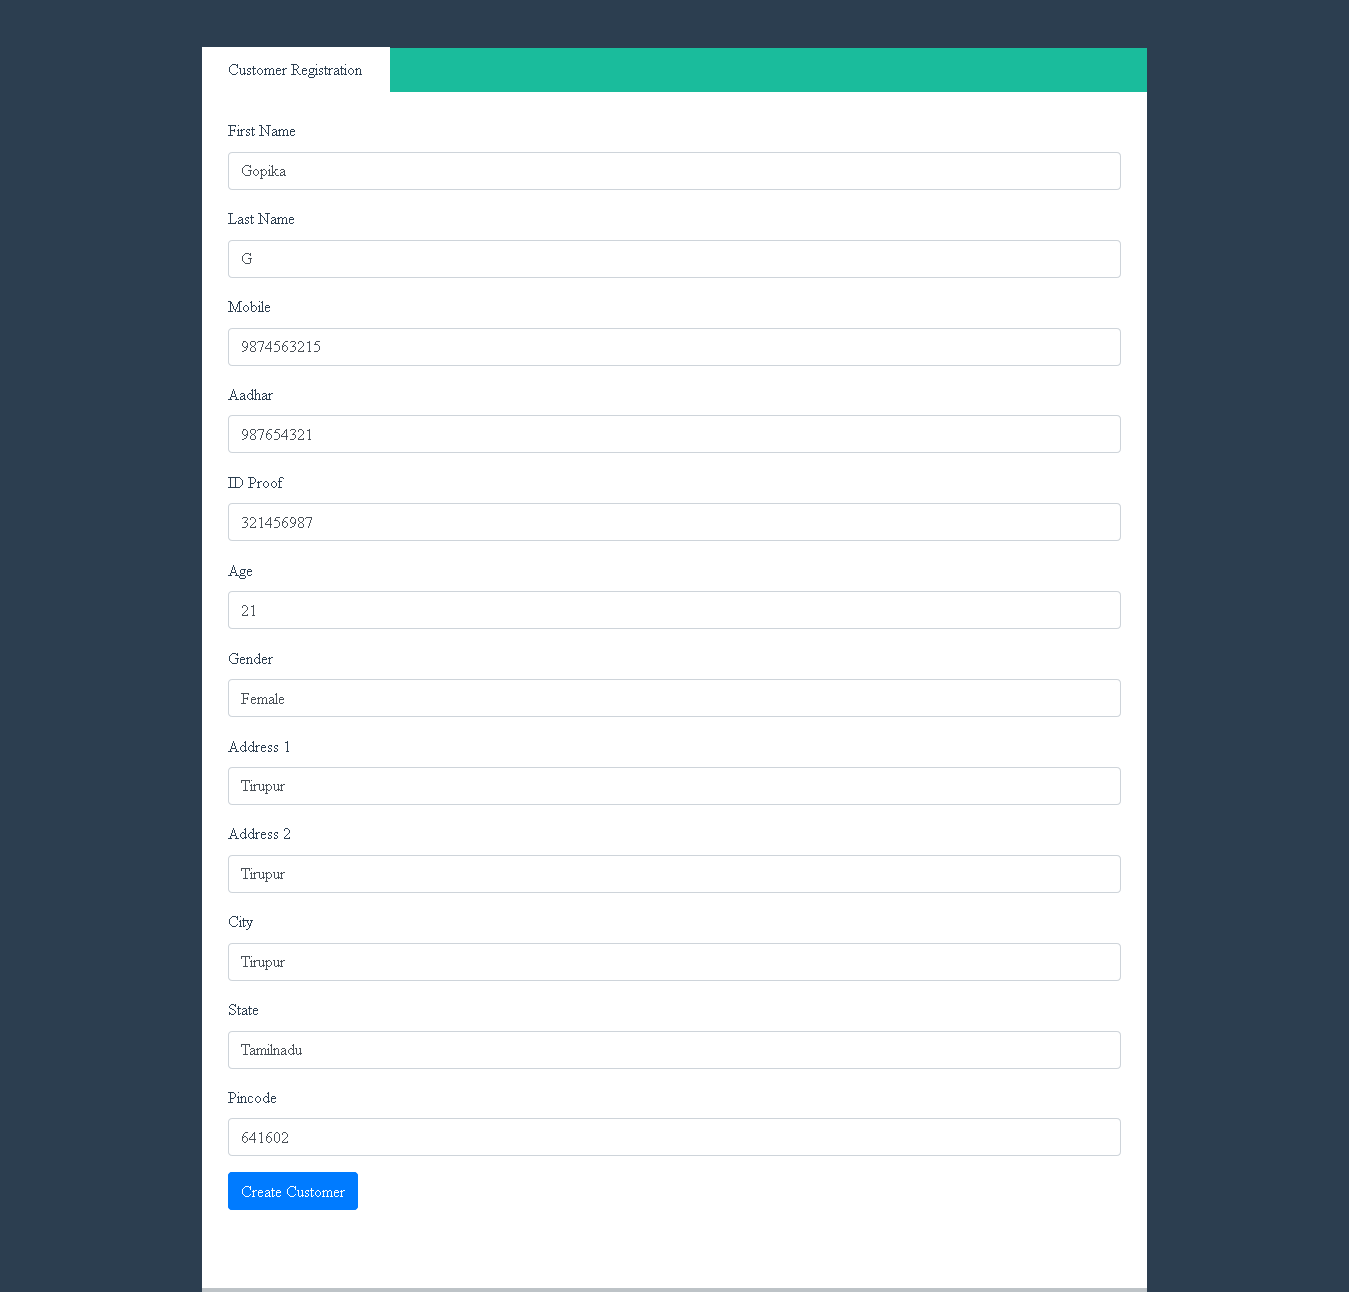 Customer Registration
First Name
Gopika
Last Name
G
Mobile
9874563215
Aadhar
987654321
ID Proof
321456987
Age
21
Gender
Female
Address 1
Tirupur
Address 2
Tirupur
City
Tirupur
State
Tamilnadu
Pincode
641602
Create Customer